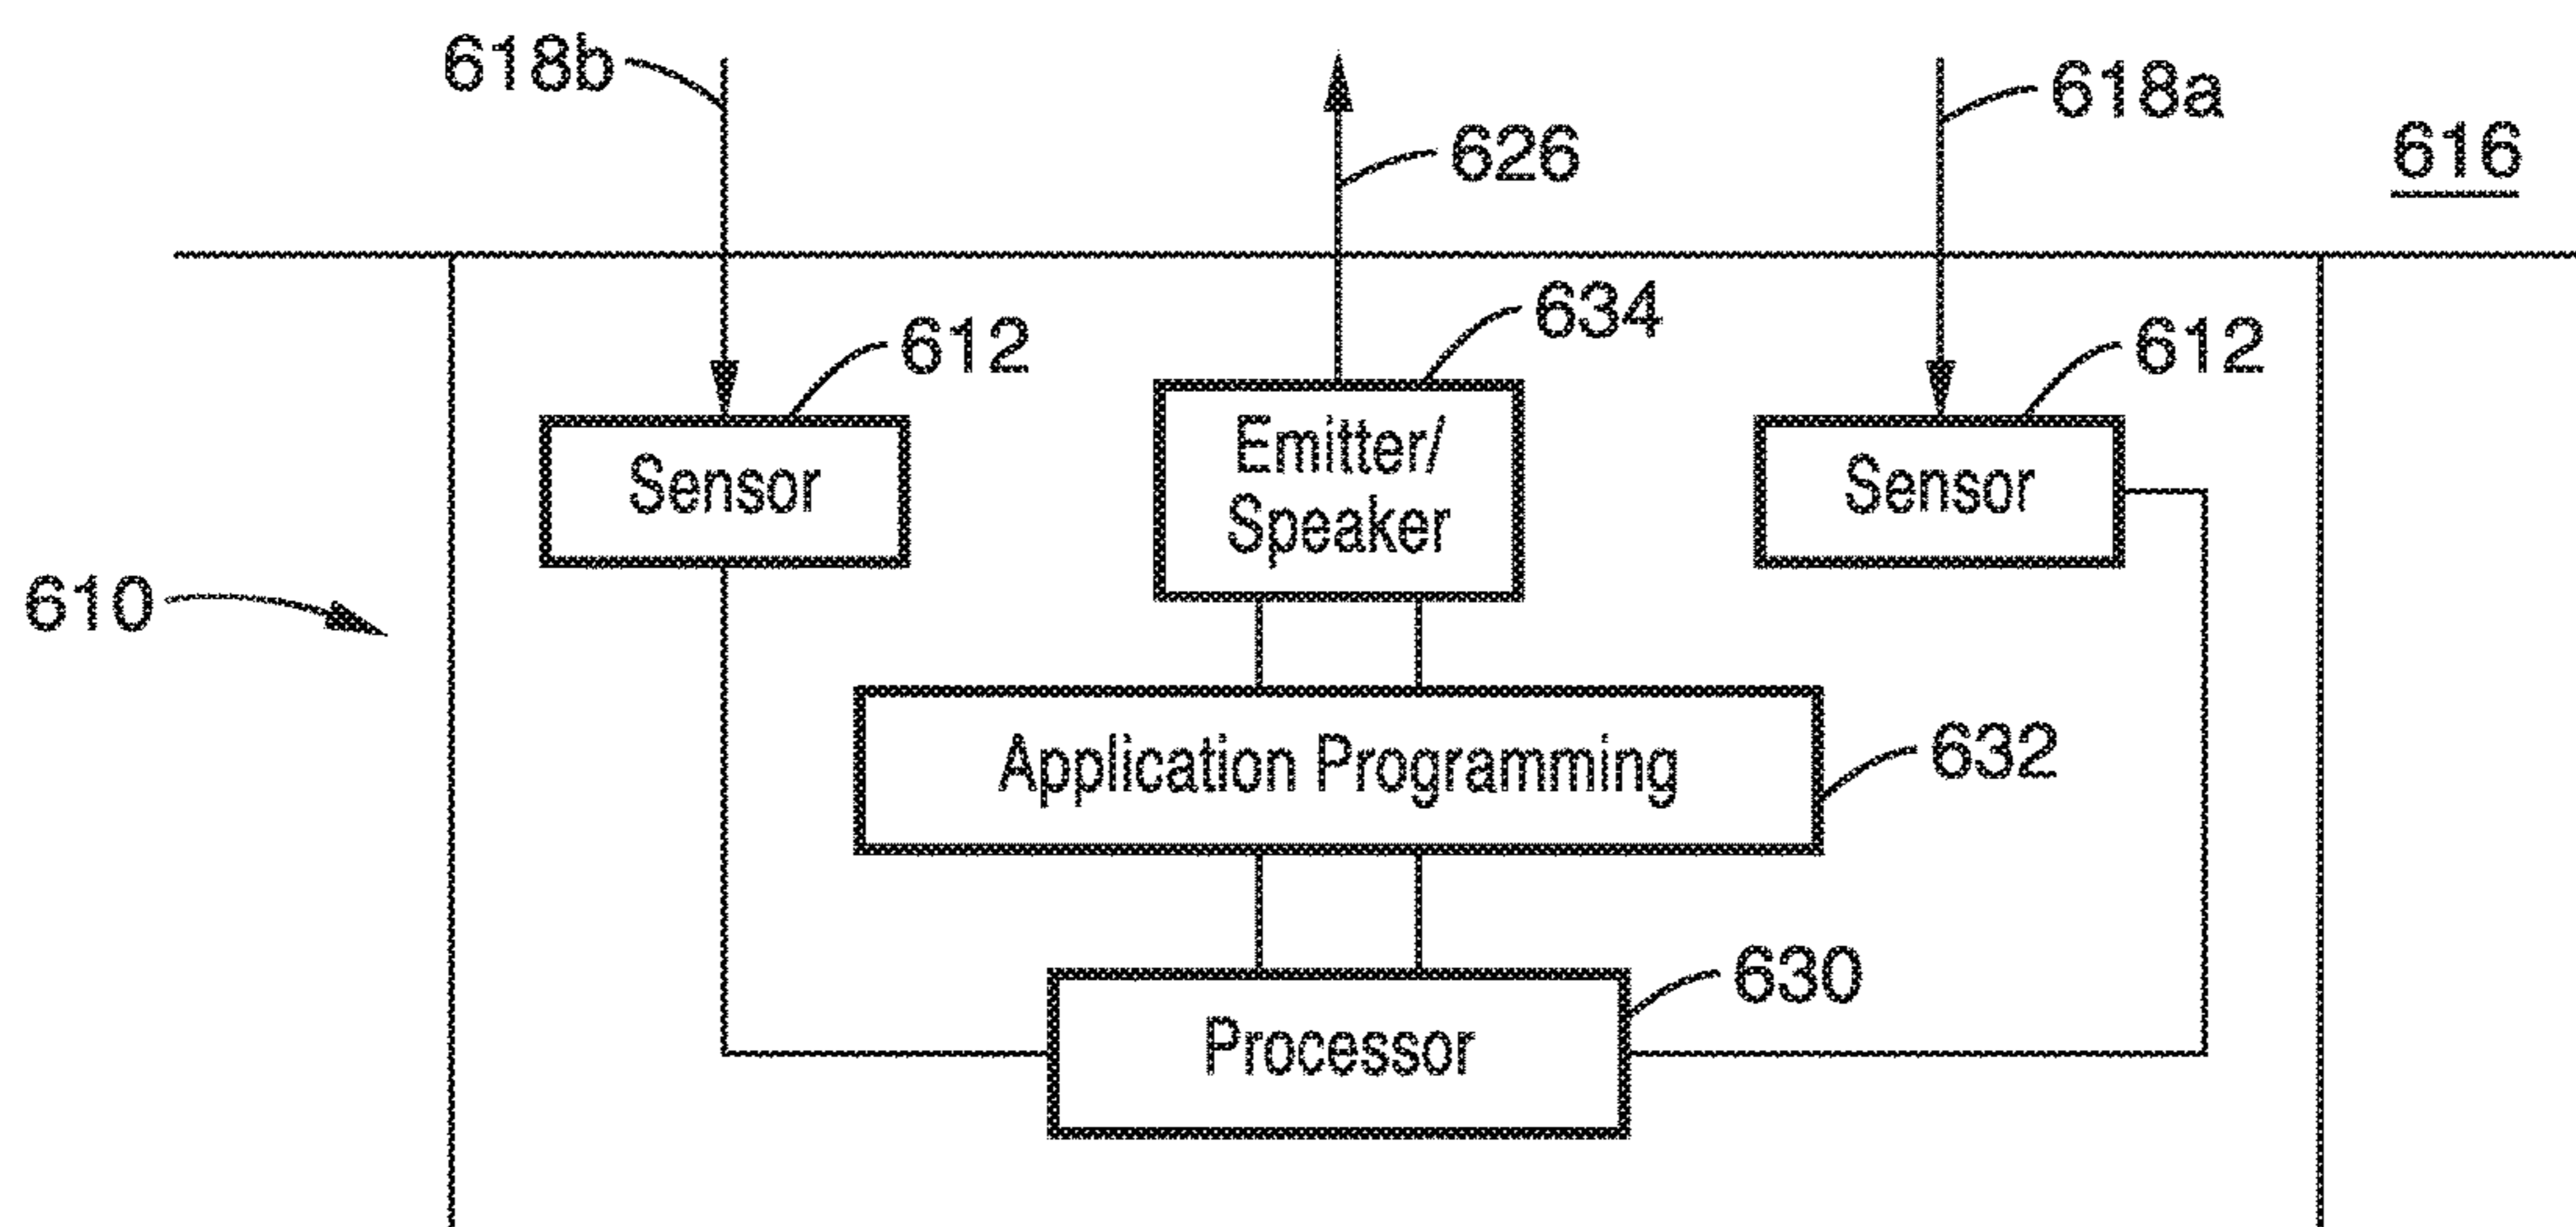 618b
626
618a
616
634
612
612
Emitter/
Speaker
Sensor
Sensor
610
632
Application Programming
630
Processor